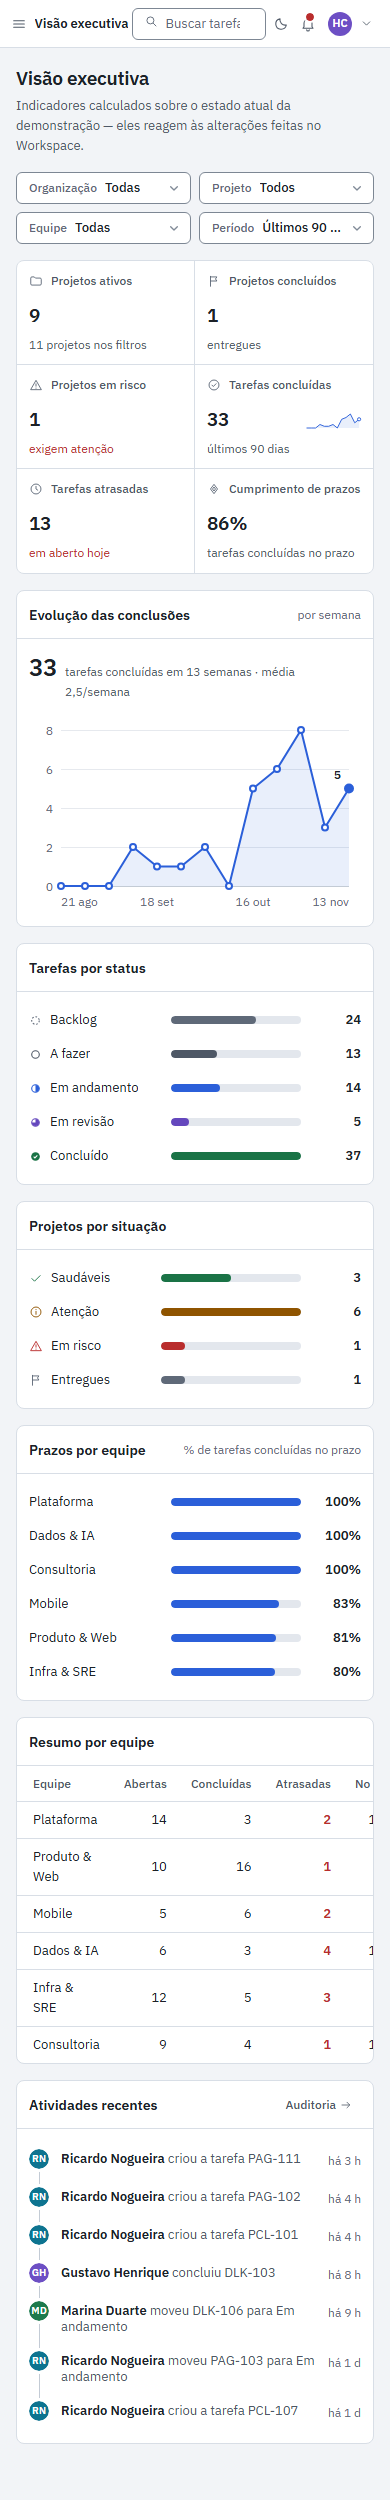 Visão executiva
Buscar taref
HC
Visão executiva
Indicadores calculados sobre o estado atual da
demonstração — eles reagem às alterações feitas no
Workspace.
Organização Todas
Projeto Todos
Equipe Todas
Período Últimos 90 ...
Projetos ativos
9
11 projetos nos filtros
Projetos concluídos
1
entregues
Projetos em risco
1
exigem atenção
Tarefas concluídas
33
últimos 90 dias
Tarefas atrasadas
13
em aberto hoje
Cumprimento de prazos
86%
tarefas concluídas no prazo
Evolução das conclusões por semana
33 tarefas concluídas em 13 semanas · média
2,5/semana
8
6
4
2
0
5
21 ago 18 set 16 out 13 nov
Tarefas por status
Backlog 24
A fazer 13
Em andamento 14
Em revisão 5
Concluído 37
Projetos por situação
Saudáveis 3
Atenção 6
Em risco 1
Entregues 1
Prazos por equipe % de tarefas concluídas no prazo
Plataforma 100%
Dados & IA 100%
Consultoria 100%
Mobile 83%
Produto & Web 81%
Infra & SRE 80%
Resumo por equipe
Equipe Abertas Concluídas Atrasadas No
Plataforma 14 3 2
Produto &
Web 10 16 1
Mobile 5 6 2
Dados & IA 6 3 4
Infra &
SRE 12 5 3
Consultoria 9 4 1
Atividades recentes Auditoria →
RN Ricardo Nogueira criou a tarefa PAG-111 há 3 h
RN Ricardo Nogueira criou a tarefa PAG-102 há 4 h
RN Ricardo Nogueira criou a tarefa PCL-101 há 4 h
GH Gustavo Henrique concluiu DLK-103 há 8 h
MD Marina Duarte moveu DLK-106 para Em
andamento há 9 h
RN Ricardo Nogueira moveu PAG-103 para Em
andamento há 1 d
RN Ricardo Nogueira criou a tarefa PCL-107 há 1 d